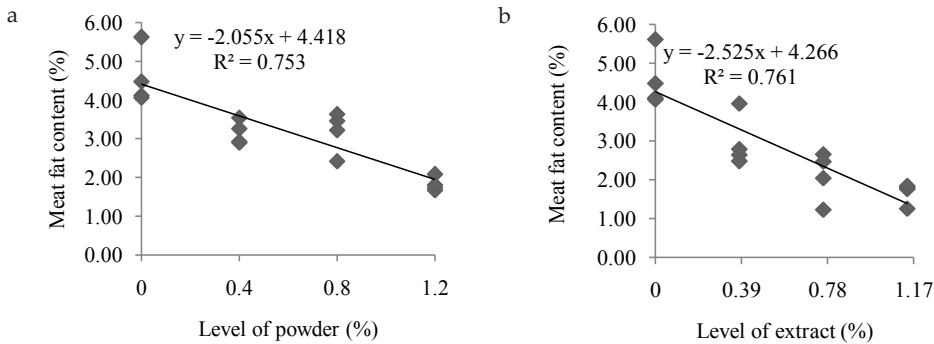 a
6.00
5.00
4.00
3.00
2.00
1.00
0.00
Meat fat content (%)
y = -2.055x + 4.418
R² = 0.753
0 0.4 0.8 1.2
Level of powder (%)
b
6.00
5.00
4.00
3.00
2.00
1.00
0.00
Meat fat content (%)
y = -2.525x + 4.266
R² = 0.761
0 0.39 0.78 1.17
Level of extract (%)